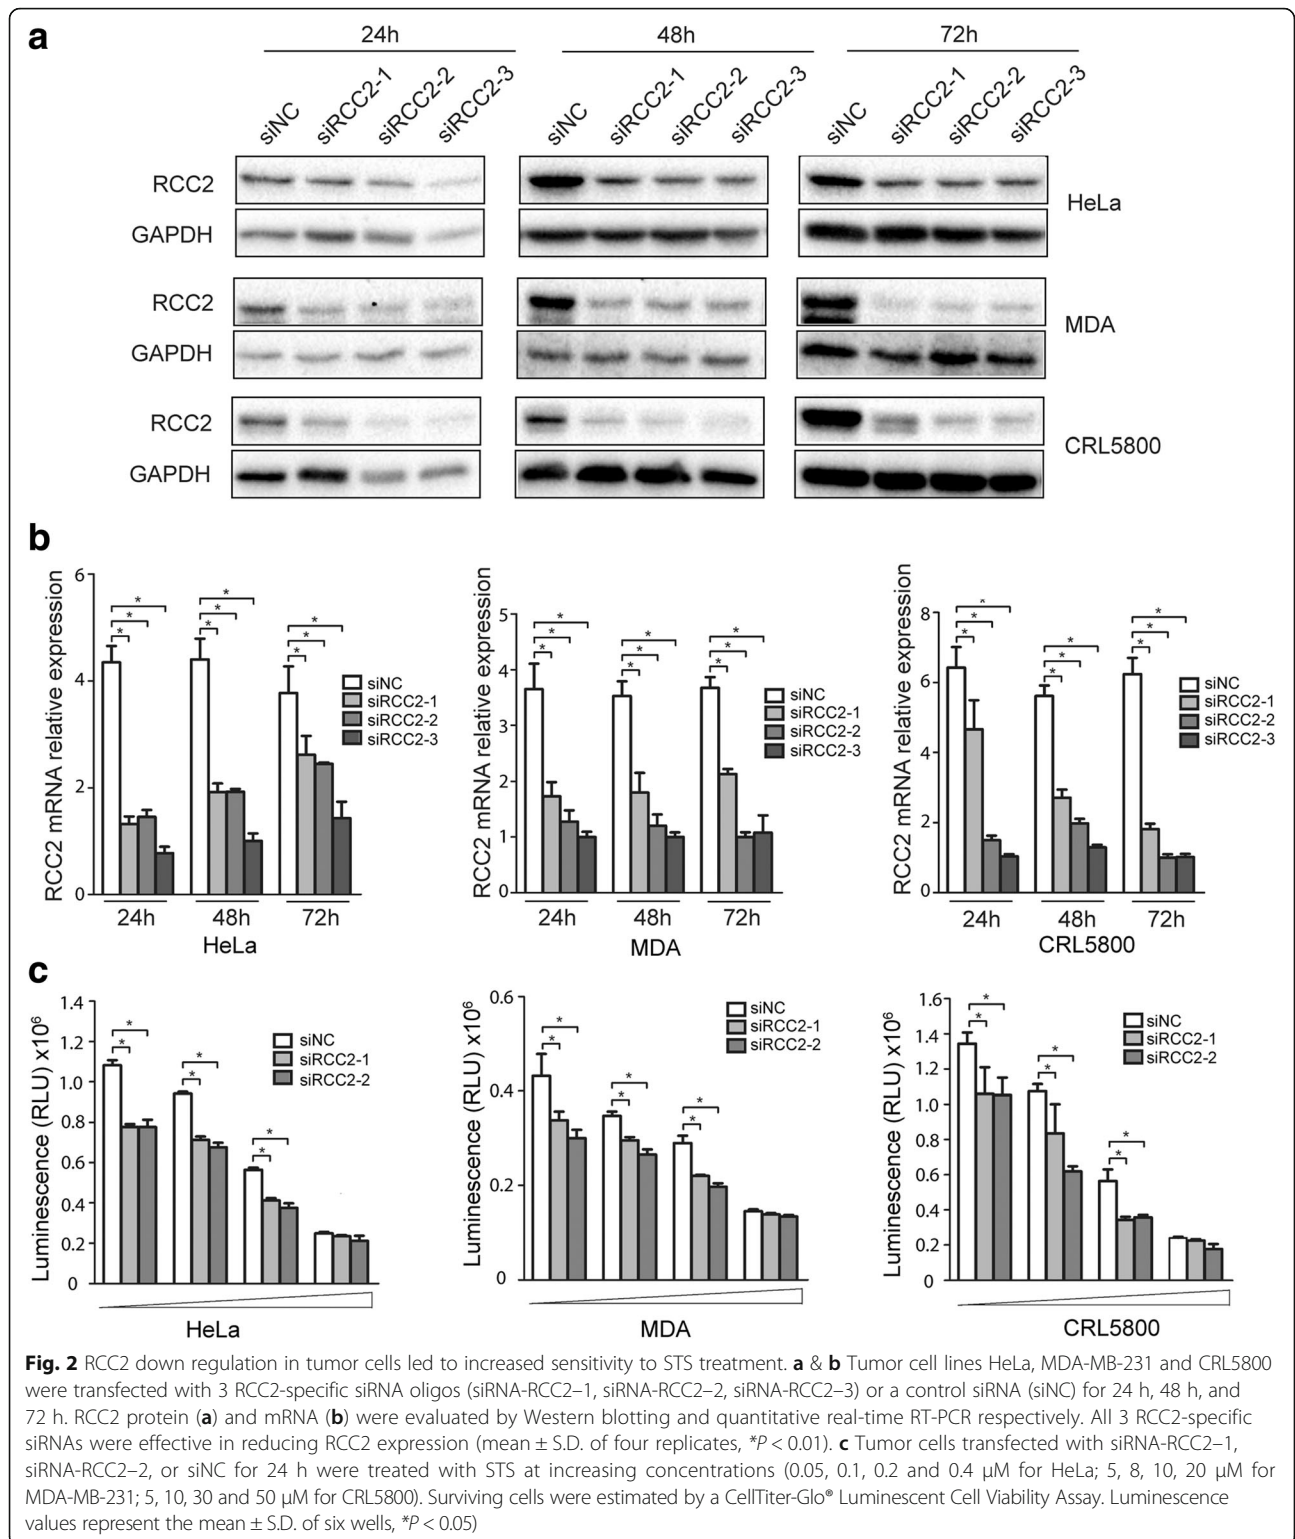 a
24h 48h 72h
siNC siRCC2-1 siRCC2-2 siRCC2-3 siNC siRCC2-1 siRCC2-2 siRCC2-3 siNC siRCC2-1 siRCC2-2 siRCC2-3
RCC2
GAPDH
HeLa
RCC2
GAPDH
MDA
RCC2
GAPDH
CRL5800
b
RCC2 mRNA relative expression
6
4
2
0
* * *
* * *
* * *
siNC
siRCC2-1
siRCC2-2
siRCC2-3
24h 48h 72h
HeLa
RCC2 mRNA relative expression
5
4
3
2
1
0
* * *
* * *
* * *
siNC
siRCC2-1
siRCC2-2
siRCC2-3
24h 48h 72h
MDA
RCC2 mRNA relative expression
8
6
4
2
0
* * *
* * *
* * *
siNC
siRCC2-1
siRCC2-2
siRCC2-3
24h 48h 72h
CRL5800
c
Luminescence (RLU) x10⁶
1.4
1.2
1.0
0.8
0.6
0.4
0.2
0
* *
* *
* *
siNC
siRCC2-1
siRCC2-2
HeLa
Luminescence (RLU) x10⁶
0.6
0.4
0.2
0
* *
* *
* *
siNC
siRCC2-1
siRCC2-2
MDA
Luminescence (RLU) x10⁶
1.6
1.4
1.2
1.0
0.8
0.6
0.4
0.2
0
* *
* *
* *
siNC
siRCC2-1
siRCC2-2
CRL5800
Fig. 2 RCC2 down regulation in tumor cells led to increased sensitivity to STS treatment. a & b Tumor cell lines HeLa, MDA-MB-231 and CRL5800
were transfected with 3 RCC2-specific siRNA oligos (siRNA-RCC2–1, siRNA-RCC2–2, siRNA-RCC2–3) or a control siRNA (siNC) for 24 h, 48 h, and
72 h. RCC2 protein (a) and mRNA (b) were evaluated by Western blotting and quantitative real-time RT-PCR respectively. All 3 RCC2-specific
siRNAs were effective in reducing RCC2 expression (mean ± S.D. of four replicates, *P < 0.01). c Tumor cells transfected with siRNA-RCC2–1,
siRNA-RCC2–2, or siNC for 24 h were treated with STS at increasing concentrations (0.05, 0.1, 0.2 and 0.4 μM for HeLa; 5, 8, 10, 20 μM for
MDA-MB-231; 5, 10, 30 and 50 μM for CRL5800). Surviving cells were estimated by a CellTiter-Glo® Luminescent Cell Viability Assay. Luminescence
values represent the mean ± S.D. of six wells, *P < 0.05)